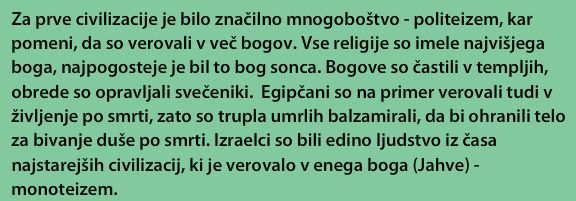 Za prve civilizacije je bilo značilno mnogoboštvo - politeizem, kar
pomeni, da so verovali v več bogov. Vse religije so imele najvišjega
boga, najpogosteje je bil to bog sonca. Bogove so častili v templjih,
obrede so opravljali svečeniki.  Egipčani so na primer verovali tudi v
življenje po smrti, zato so trupla umrlih balzamirali, da bi ohranili telo
za bivanje duše po smrti. Izraelci so bili edino ljudstvo iz časa
najstarejših civilizacij, ki je verovalo v enega boga (Jahve) -
monoteizem.